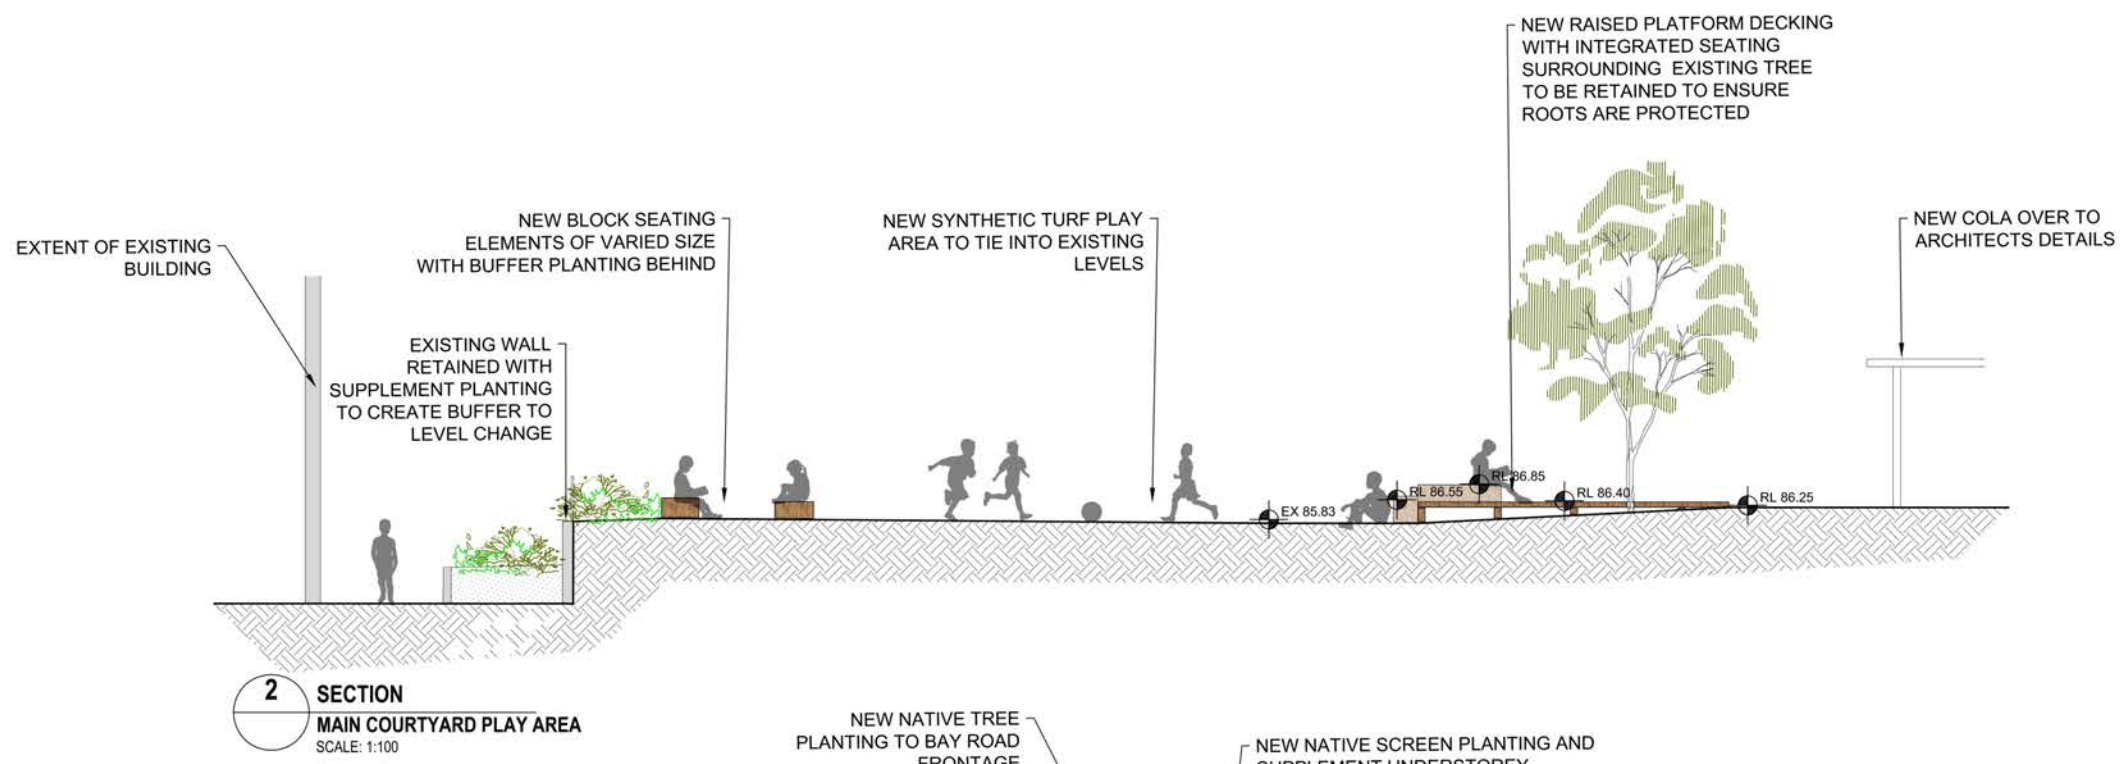 NEW RAISED PLATFORM DECKING
WITH INTEGRATED SEATING
SURROUNDING EXISTING TREE
TO BE RETAINED TO ENSURE
ROOTS ARE PROTECTED
EXTENT OF EXISTING
BUILDING
NEW BLOCK SEATING
ELEMENTS OF VARIED SIZE
WITH BUFFER PLANTING BEHIND
NEW SYNTHETIC TURF PLAY
AREA TO TIE INTO EXISTING
LEVELS
NEW COLA OVER TO
ARCHITECTS DETAILS
EXISTING WALL
RETAINED WITH
SUPPLEMENT PLANTING
TO CREATE BUFFER TO
LEVEL CHANGE
EX 85.83
RL 86.55
RL 86.85
RL 86.40
RL 86.25
2
SECTION
MAIN COURTYARD PLAY AREA
SCALE: 1:100
NEW NATIVE TREE
PLANTING TO BAY ROAD
FRONTAGE
NEW NATIVE SCREEN PLANTING AND
SUPPLEMENT UNDERSTOREY